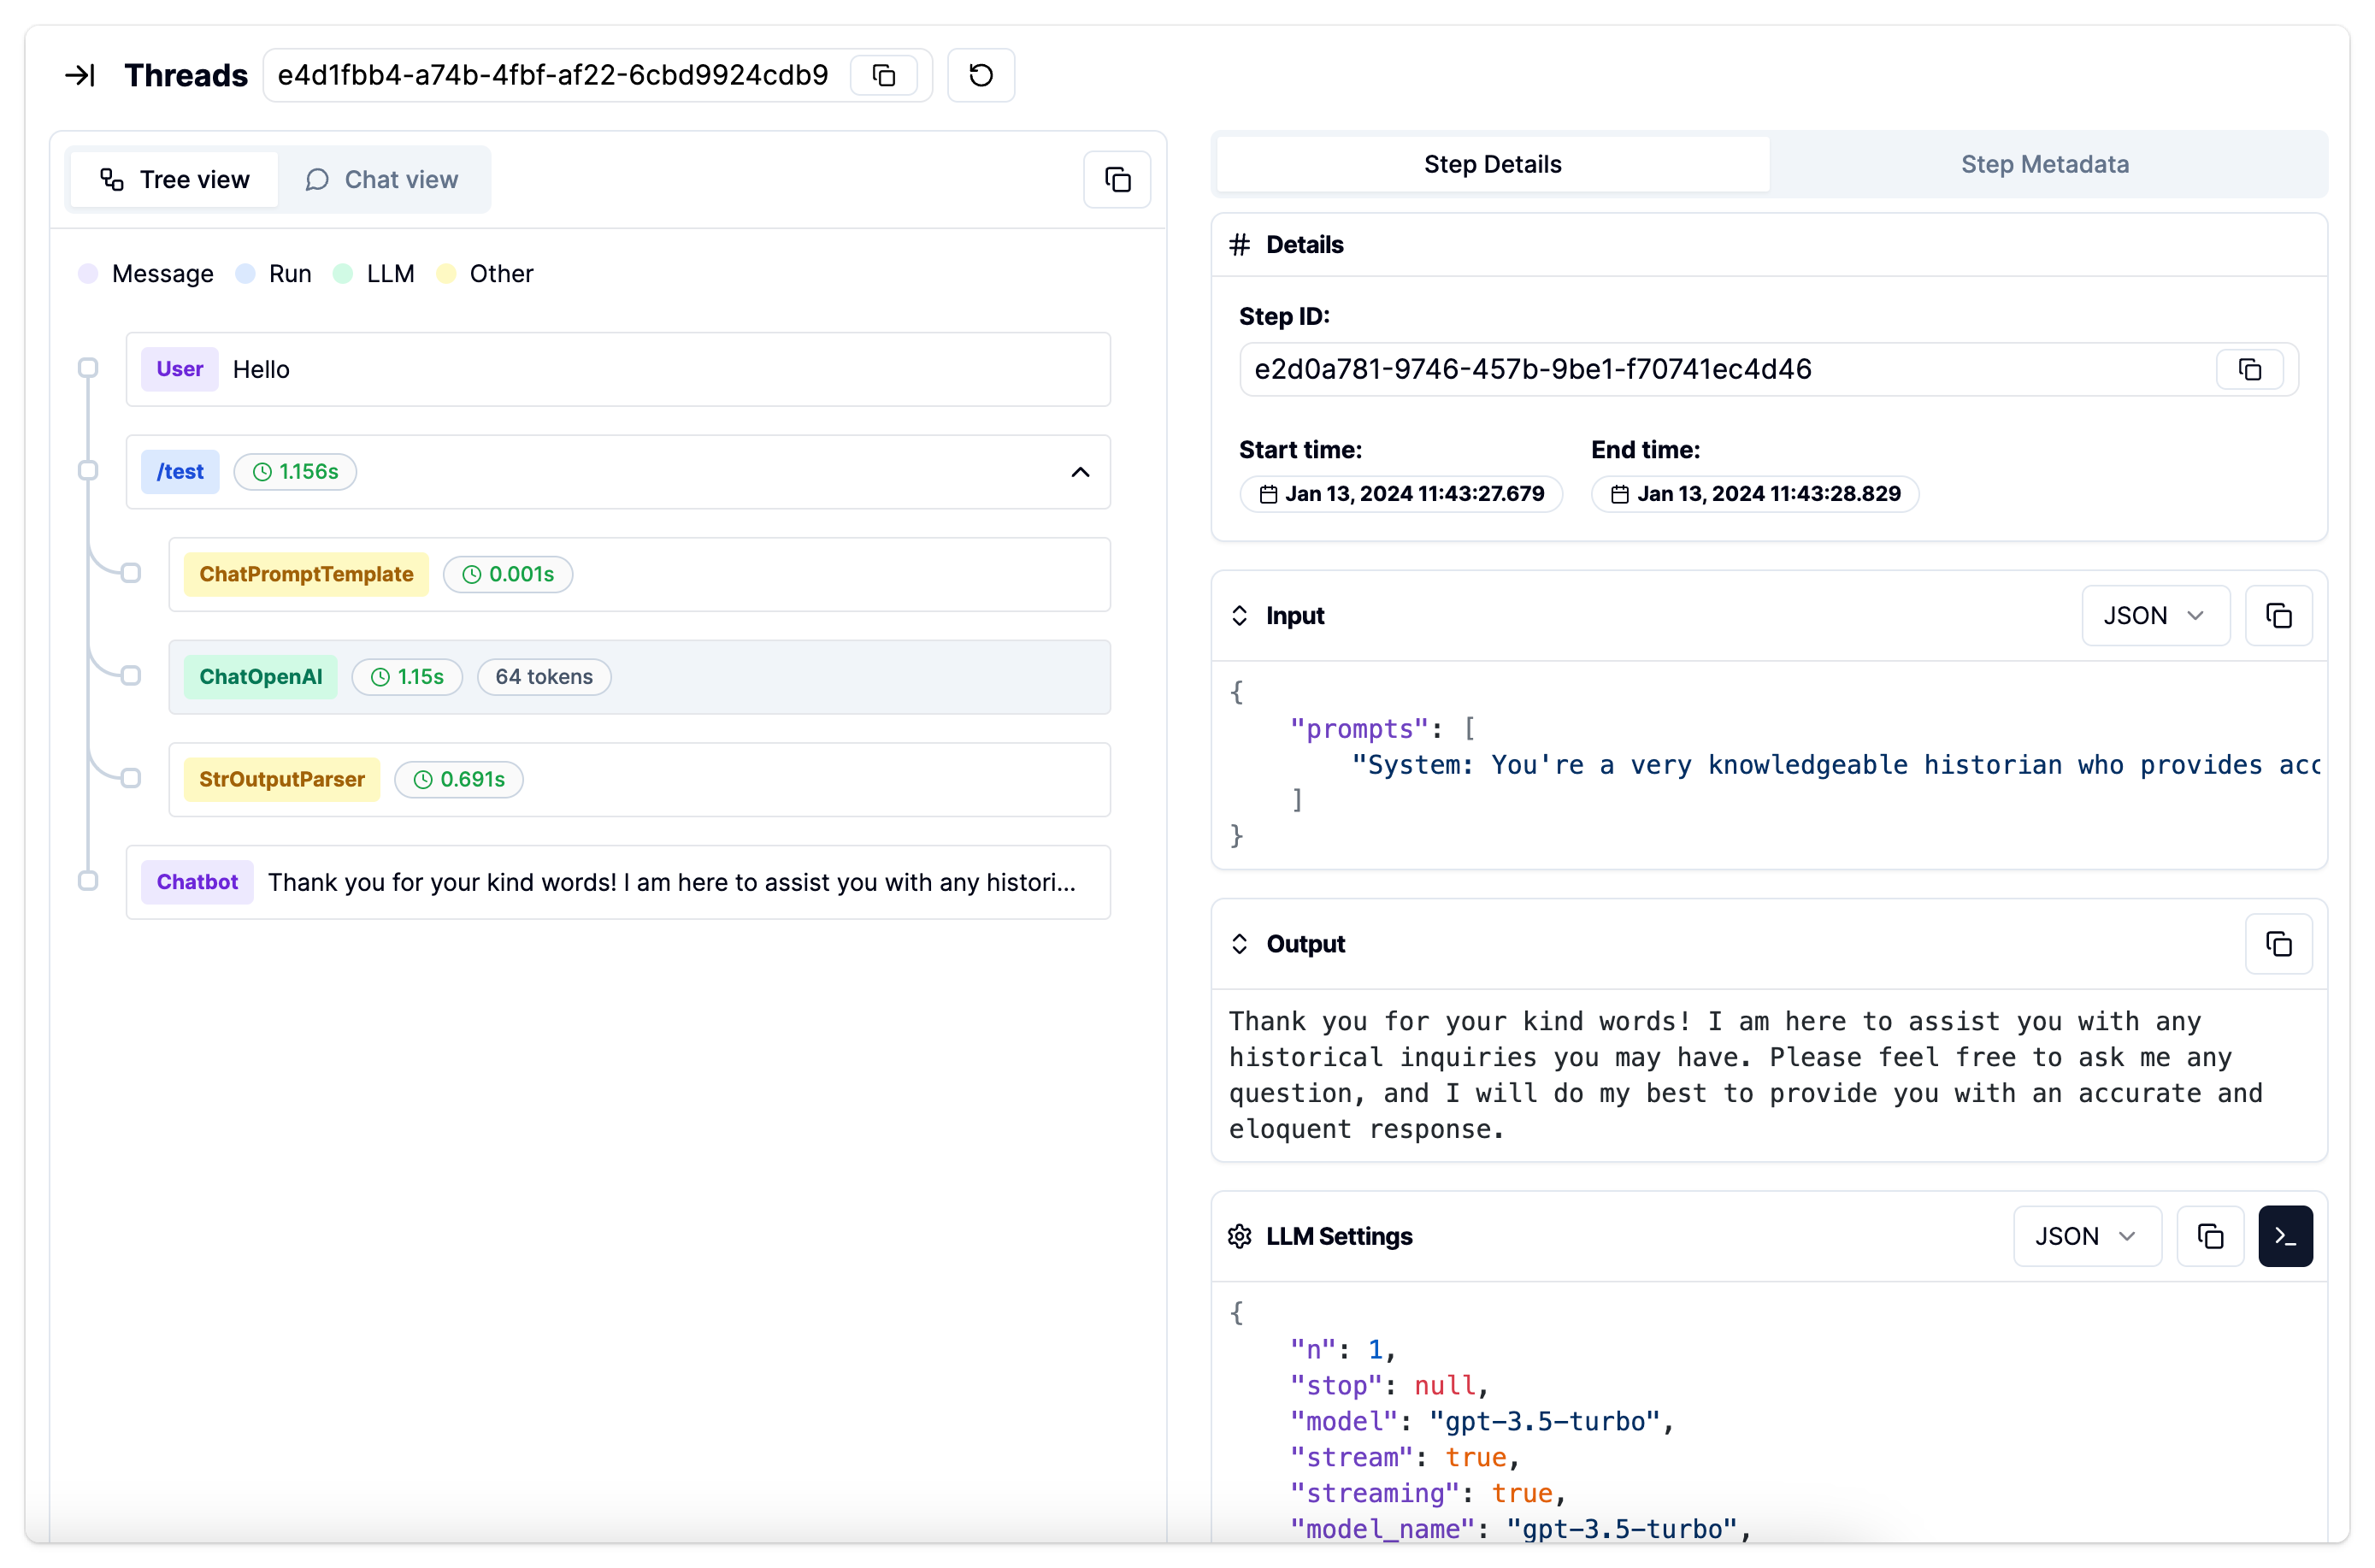 Threads e4d1fbb4-a74b-4fbf-af22-6cbd9924cdb9
Tree view Chat view
Message Run LLM Other
User Hello
/test 1.156s
ChatPromptTemplate 0.001s
ChatOpenAI 1.15s 64 tokens
StrOutputParser 0.691s
Chatbot Thank you for your kind words! I am here to assist you with any histori...
Step Details Step Metadata
# Details
Step ID:
e2d0a781-9746-457b-9be1-f70741ec4d46
Start time: End time:
Jan 13, 2024 11:43:27.679 Jan 13, 2024 11:43:28.829
Input JSON
{
"prompts": [
"System: You're a very knowledgeable historian who provides acc
]
}
Output
Thank you for your kind words! I am here to assist you with any
historical inquiries you may have. Please feel free to ask me any
question, and I will do my best to provide you with an accurate and
eloquent response.
LLM Settings JSON
{
"n": 1,
"stop": null,
"model": "gpt-3.5-turbo",
"stream": true,
"streaming": true,
"model_name": "gpt-3.5-turbo",